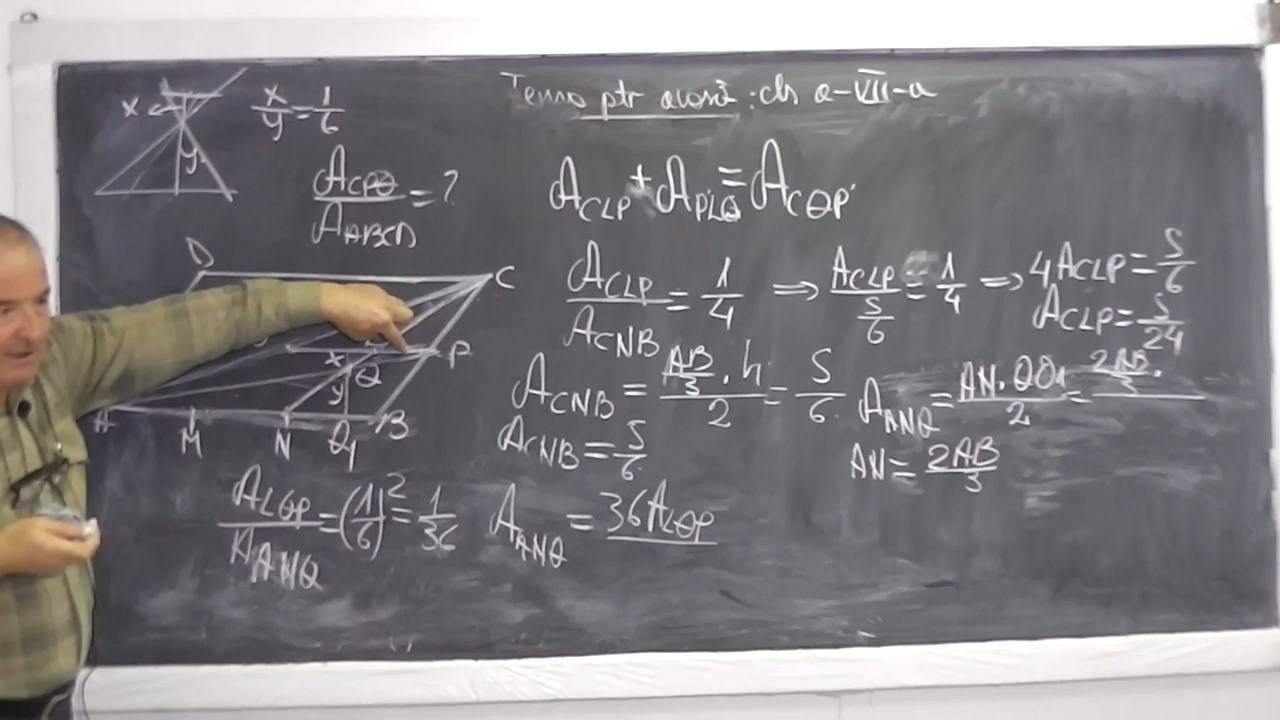 Tema ptr acasă: cls a-VII-a
x y x/y = 1/6
A_CPQ / A_ABCD = ?
A_CLP + A_PLQ = A_CQP
D C
x Q P
y
M N Q1 B
A_CLP / A_CNB = 1/4 ⟹ A_CLP / (S/6) = 1/4 ⟹ 4A_CLP = S/6
A_CLP = S/24
A_CNB = (AB/3 · h) / 2 = S/6
A_CNB = S/6
A_ANQ = (AN · QQ1) / 2 = 2AB/3 ·
AN = 2AB/3
A_LQP / A_ANQ = (1/6)² = 1/36
A_ANQ = 36A_LQP